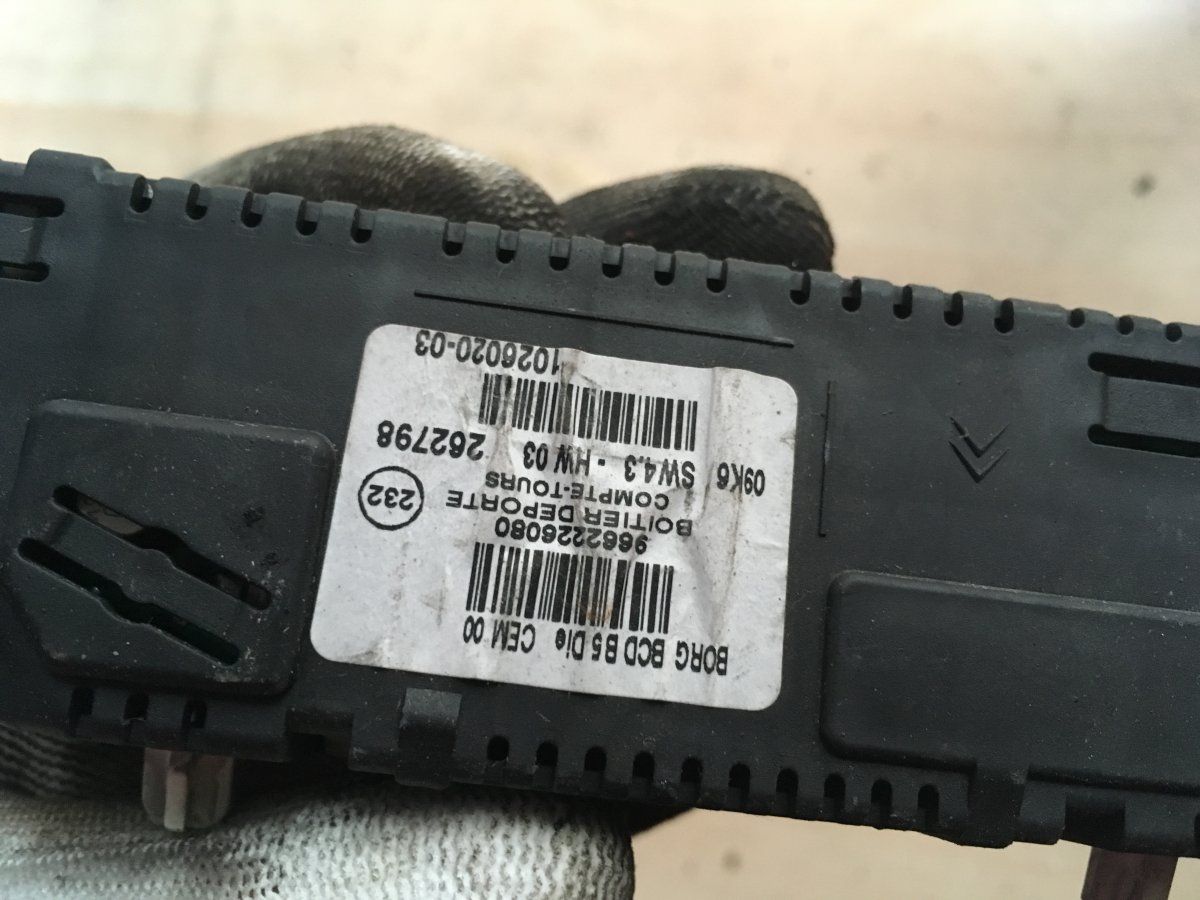 BORG BCD B5 Die CEM 00
9662226080
BOITIER DEPORTE
COMPTE-TOURS
232
09K6 SW4.3 - HW 03 262798
1026020-03